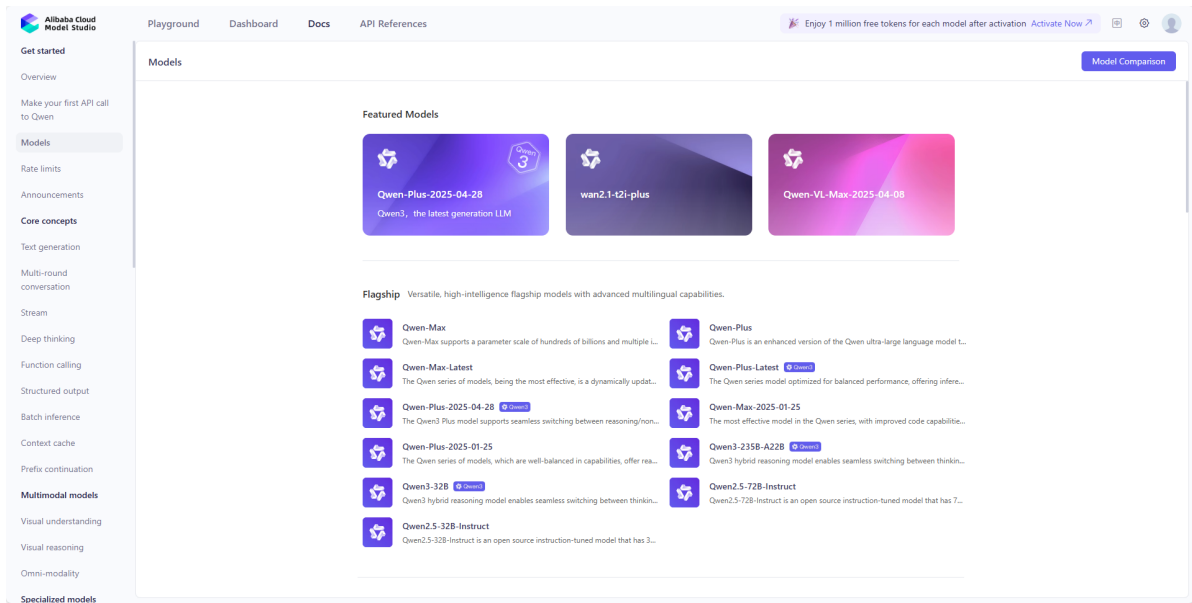 Alibaba Cloud
Model Studio
Playground
Dashboard
Docs
API References
Enjoy 1 million free tokens for each model after activation Activate Now
Get started
Overview
Make your first API call
to Qwen
Models
Rate limits
Announcements
Core concepts
Text generation
Multi-round
conversation
Stream
Deep thinking
Function calling
Structured output
Batch inference
Context cache
Prefix continuation
Multimodal models
Visual understanding
Visual reasoning
Omni-modality
Specialized models
Models
Model Comparison
Featured Models
Qwen
3
Qwen-Plus-2025-04-28
Qwen3, the latest generation LLM
wan2.1-t2i-plus
Qwen-VL-Max-2025-04-08
Flagship Versatile, high-intelligence flagship models with advanced multilingual capabilities.
Qwen-Max
Qwen-Max supports a parameter scale of hundreds of billions and multiple i...
Qwen-Plus
Qwen-Plus is an enhanced version of the Qwen ultra-large language model t...
Qwen-Max-Latest
The Qwen series of models, being the most effective, is a dynamically updat...
Qwen-Plus-Latest Qwen3
The Qwen series model optimized for balanced performance, offering infere...
Qwen-Plus-2025-04-28 Qwen3
The Qwen3 Plus model supports seamless switching between reasoning/non...
Qwen-Max-2025-01-25
The most effective model in the Qwen series, with improved code capabilitie...
Qwen-Plus-2025-01-25
The Qwen series of models, which are well-balanced in capabilities, offer rea...
Qwen3-235B-A22B Qwen3
Qwen3 hybrid reasoning model enables seamless switching between thinkin...
Qwen3-32B Qwen3
Qwen3 hybrid reasoning model enables seamless switching between thinkin...
Qwen2.5-72B-Instruct
Qwen2.5-72B-Instruct is an open source instruction-tuned model that has 7...
Qwen2.5-32B-Instruct
Qwen2.5-32B-Instruct is an open source instruction-tuned model that has 3...